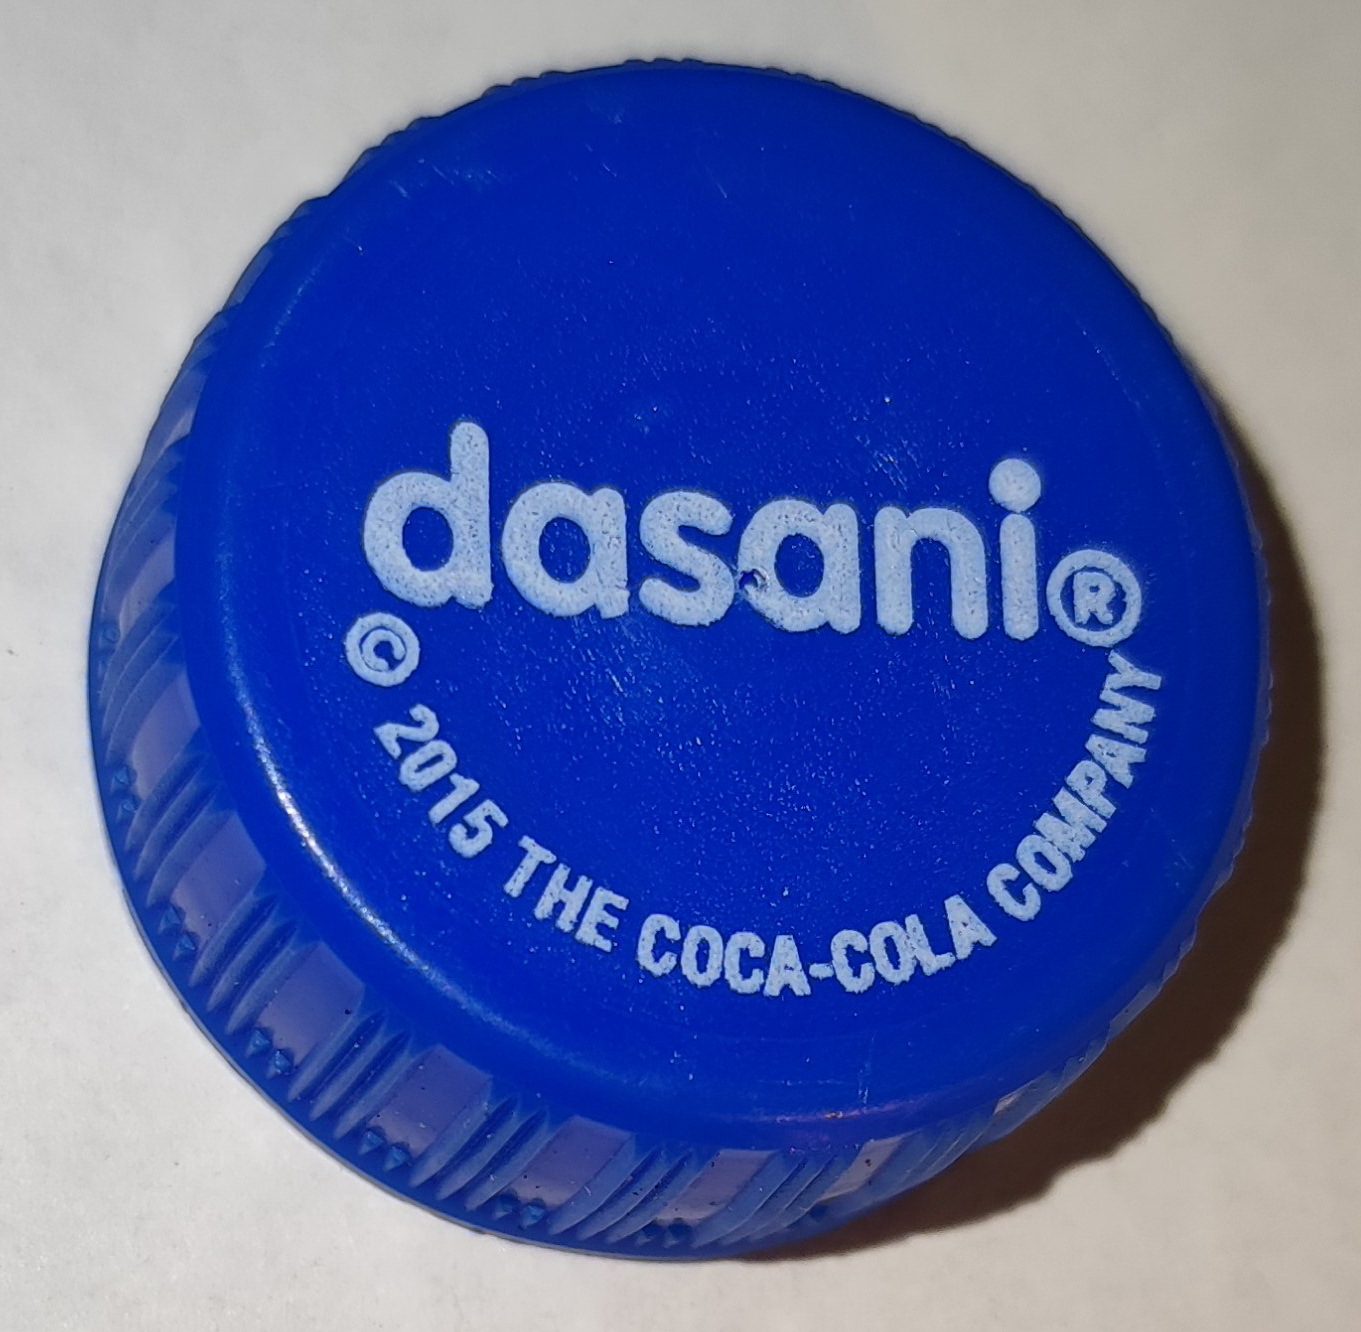 dasani®
© 2015 THE COCA-COLA COMPANY